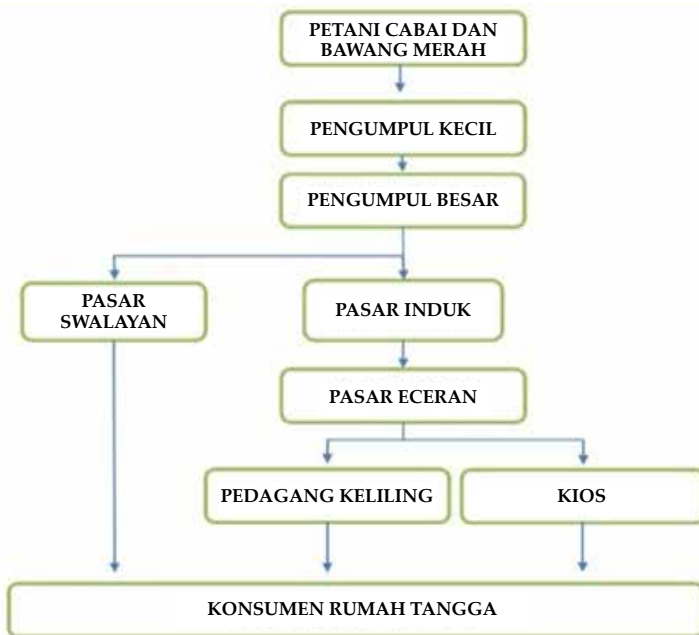 PETANI CABAI DAN
BAWANG MERAH
PENGUMPUL KECIL
PENGUMPUL BESAR
PASAR
SWALAYAN
PASAR INDUK
PASAR ECERAN
PEDAGANG KELILING
KIOS
KONSUMEN RUMAH TANGGA